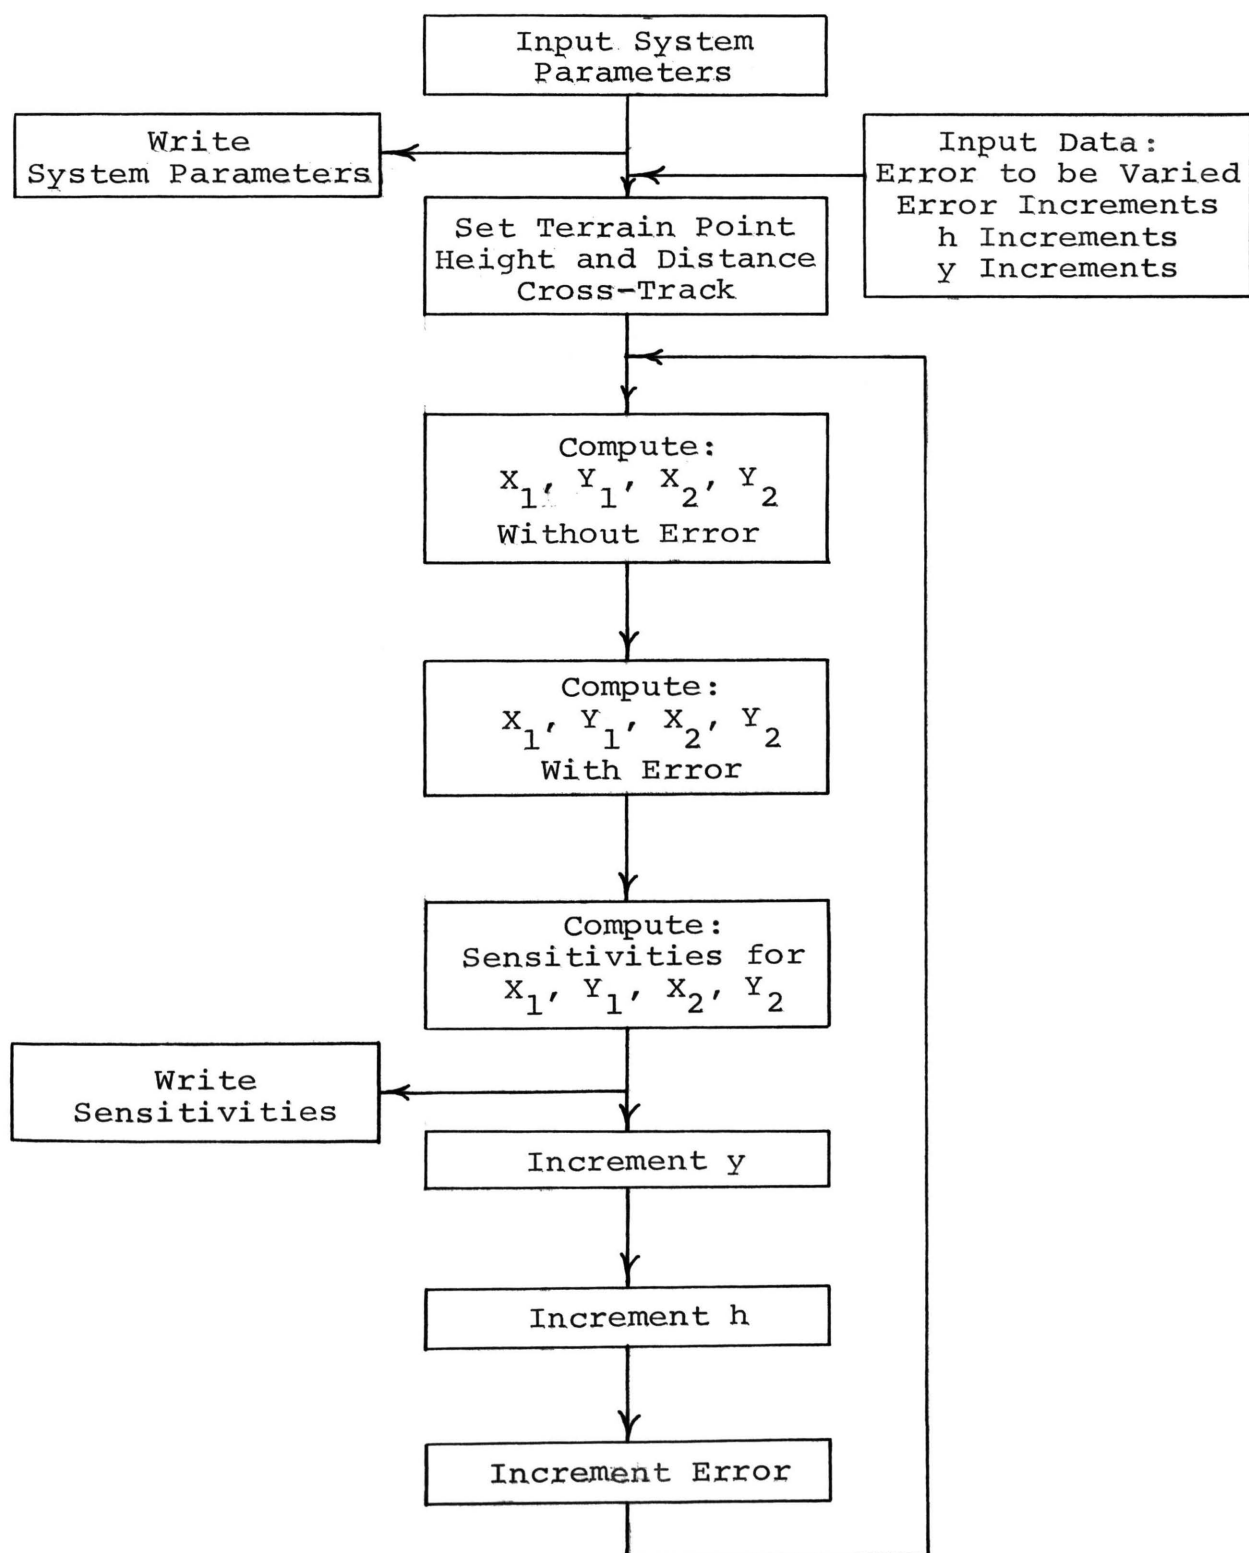 Input System
Parameters
Write
System Parameters
Input Data:
Error to be Varied
Error Increments
h Increments
y Increments
Set Terrain Point
Height and Distance
Cross-Track
Compute:
X₁, Y₁, X₂, Y₂
Without Error
Compute:
X₁, Y₁, X₂, Y₂
With Error
Compute:
Sensitivities for
X₁, Y₁, X₂, Y₂
Write
Sensitivities
Increment y
Increment h
Increment Error